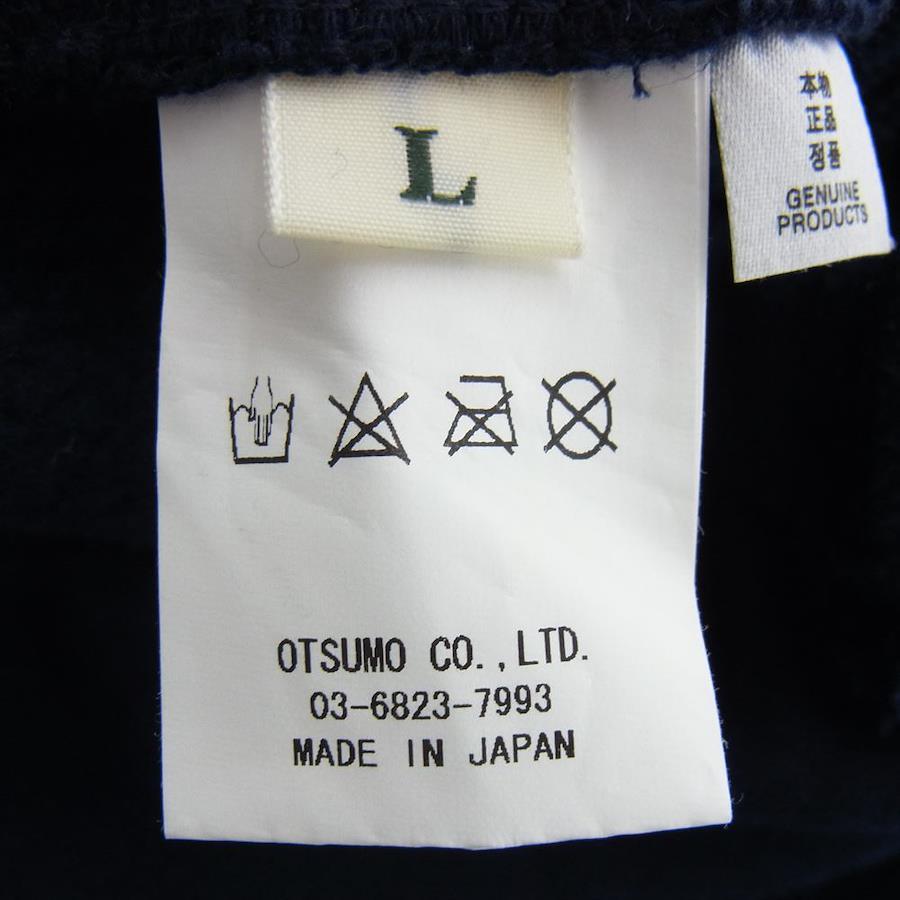 L
本物
正品
정품
GENUINE
PRODUCTS
OTSUMO CO.,LTD.
03-6823-7993
MADE IN JAPAN